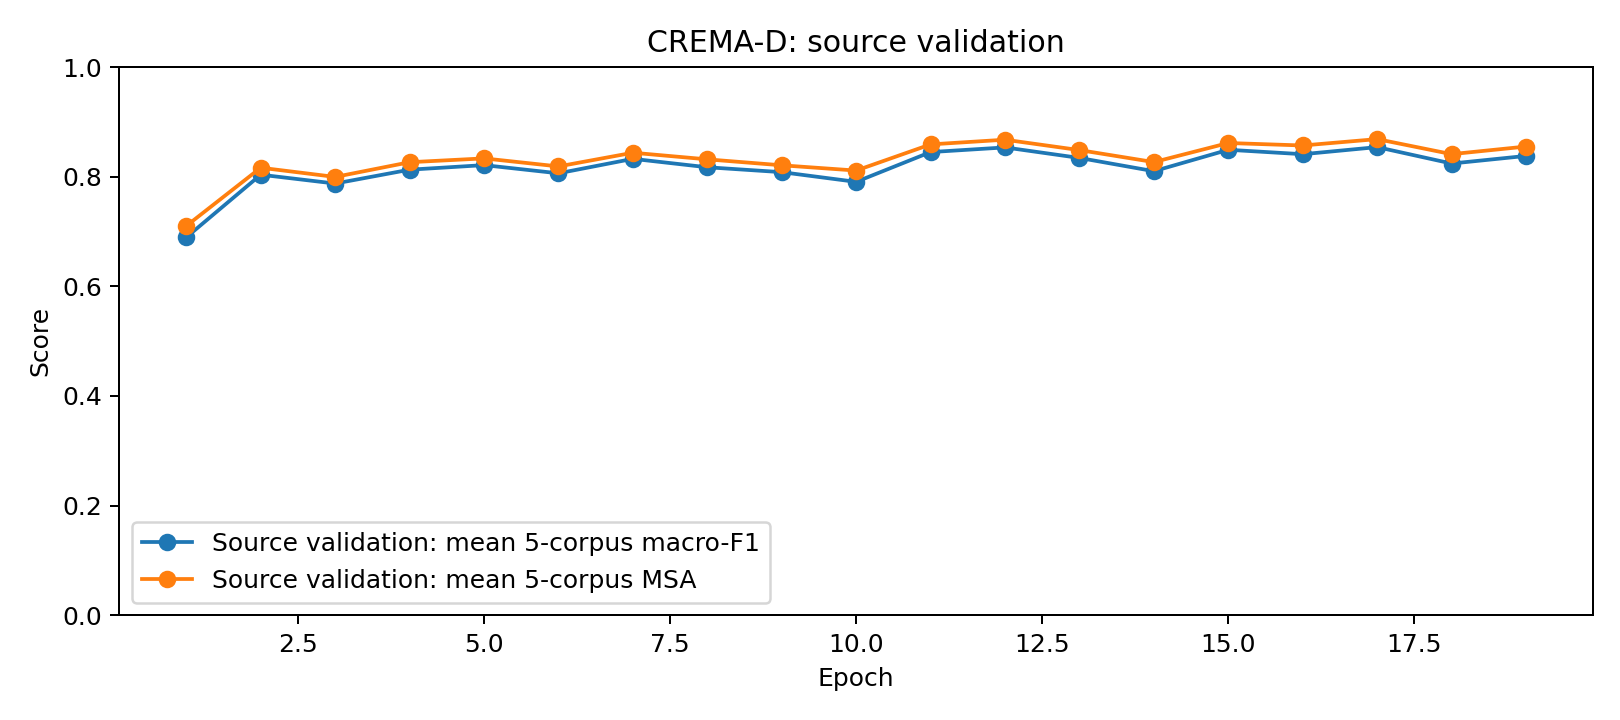 CREMA-D: source validation
1.0
0.8
0.6
0.4
0.2
0.0
Score
Source validation: mean 5-corpus macro-F1
Source validation: mean 5-corpus MSA
2.5 5.0 7.5 10.0 12.5 15.0 17.5
Epoch